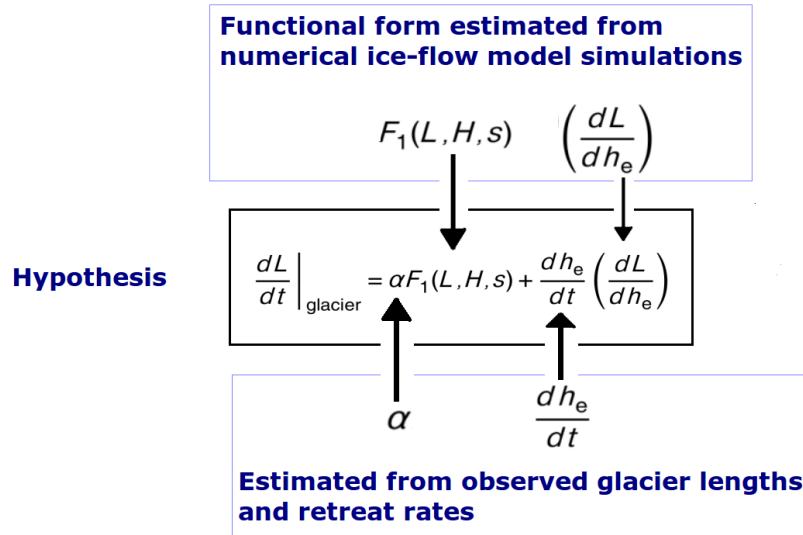 Functional form estimated from
numerical ice-flow model simulations
F₁(L,H,s) (dL/dhₑ)
Hypothesis
dL/dt|glacier = αF₁(L,H,s) + dhₑ/dt (dL/dhₑ)
α dhₑ/dt
Estimated from observed glacier lengths
and retreat rates